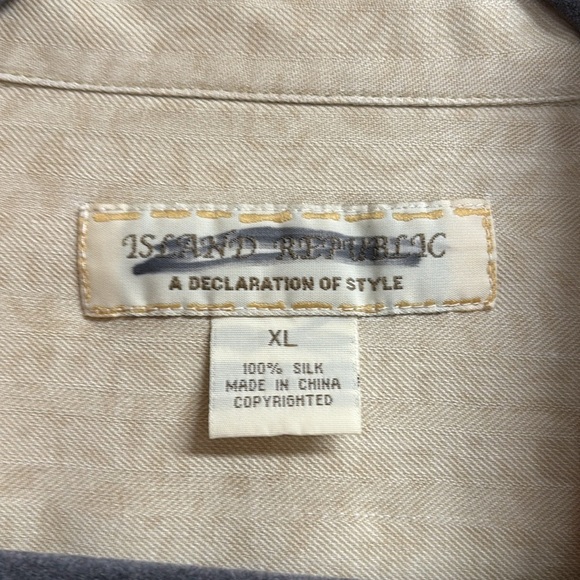 ISLAND REPUBLIC
A DECLARATION OF STYLE
XL
100% SILK
MADE IN CHINA
COPYRIGHTED